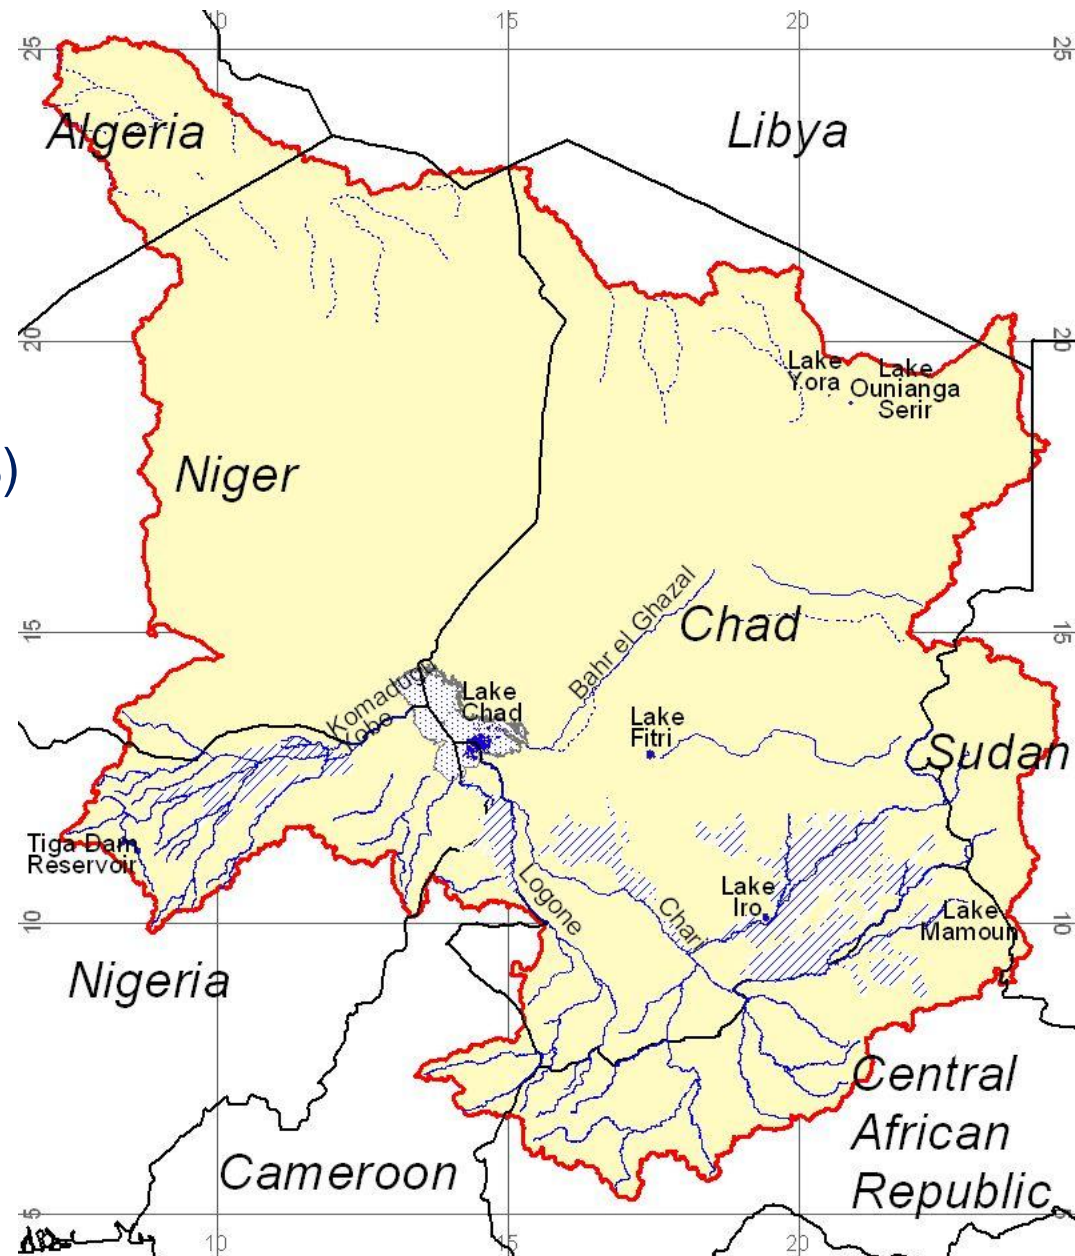 10
15
20
25
25
Algeria
Libya
20
20
Lake
Yora
Lake
Ounianga
Serir
)
Niger
Bahr el Ghazal
Chad
15
15
Komadugu
Yobe
Lake
Chad
Lake
Fitri
Sudan
Tiga Dam
Reservoir
Logone
Chari
Lake
Iro
Lake
Mamoun
10
10
Nigeria
Central
African
Republic
Cameroon
5
10
15
20